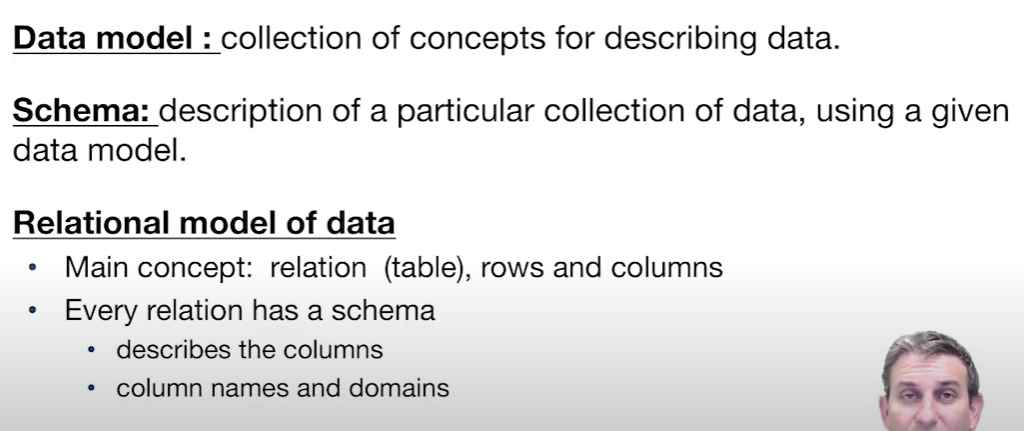 Data model : collection of concepts for describing data.
Schema: description of a particular collection of data, using a given
data model.
Relational model of data
• Main concept: relation (table), rows and columns
• Every relation has a schema
• describes the columns
• column names and domains